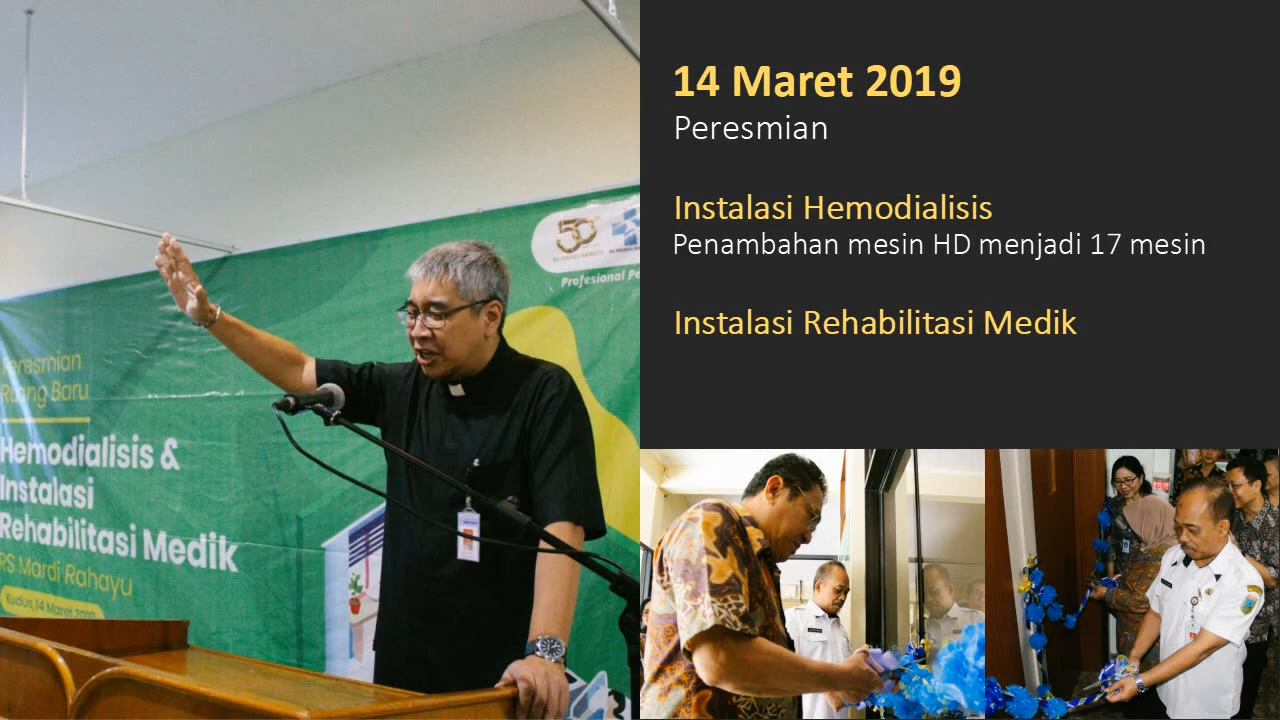 14 Maret 2019
Peresmian
Instalasi Hemodialisis
Penambahan mesin HD menjadi 17 mesin
Instalasi Rehabilitasi Medik
50
Profesional
Peresmian
Ruang Baru
Hemodialisis &
Instalasi
Rehabilitasi Medik
RS Mardi Rahayu
Kudus, 14 Maret 2019